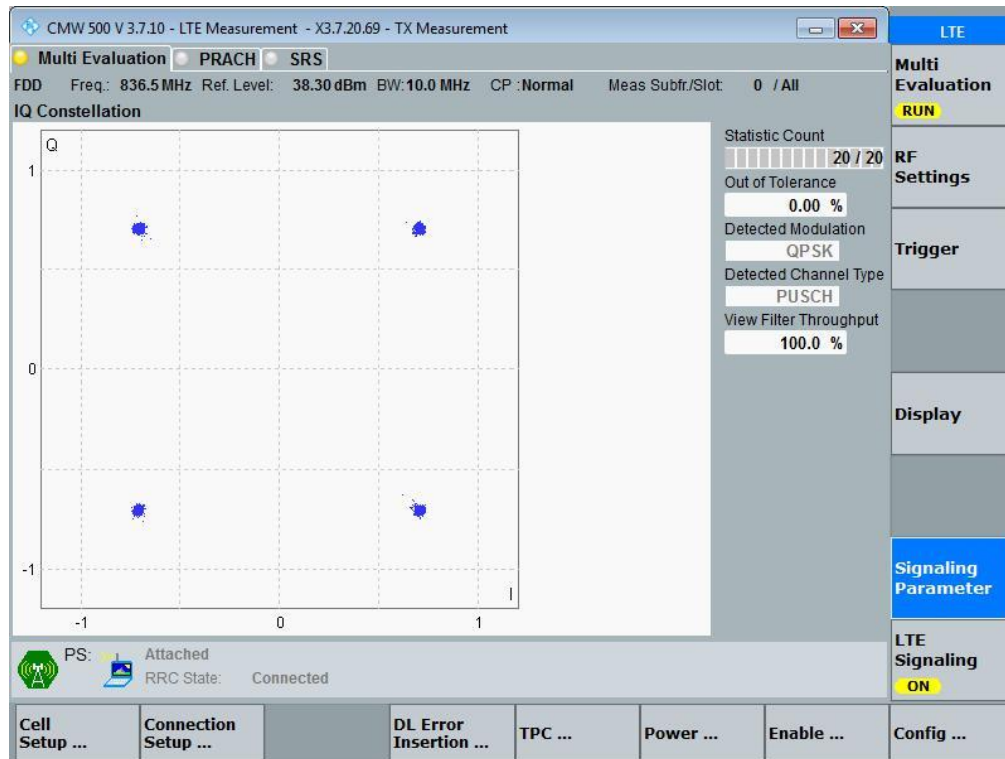 CMW 500 V 3.7.10 - LTE Measurement - X3.7.20.69 - TX Measurement
LTE
Multi Evaluation PRACH SRS
FDD Freq.: 836.5 MHz Ref. Level: 38.30 dBm BW: 10.0 MHz CP : Normal Meas Subfr./Slot: 0 / All
IQ Constellation
Q
1
0
-1
I
-1 0 1
Statistic Count
20 / 20
Out of Tolerance
0.00 %
Detected Modulation
QPSK
Detected Channel Type
PUSCH
View Filter Throughput
100.0 %
Multi
Evaluation
RUN
RF
Settings
Trigger
Display
Signaling
Parameter
LTE
Signaling
ON
PS: Attached
RRC State: Connected
Cell
Setup ...
Connection
Setup ...
DL Error
Insertion ...
TPC ...
Power ...
Enable ...
Config ...